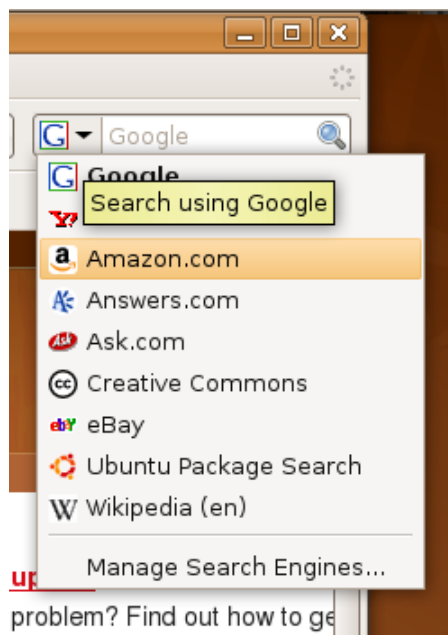 Google
Google
Search using Google
Amazon.com
Answers.com
Ask.com
Creative Commons
eBay
Ubuntu Package Search
Wikipedia (en)
Manage Search Engines...
up
problem? Find out how to ge